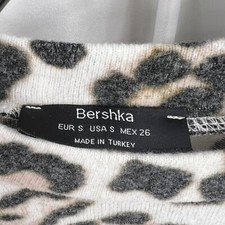 Bershka
EUR S USA S MEX 26
MADE IN TURKEY